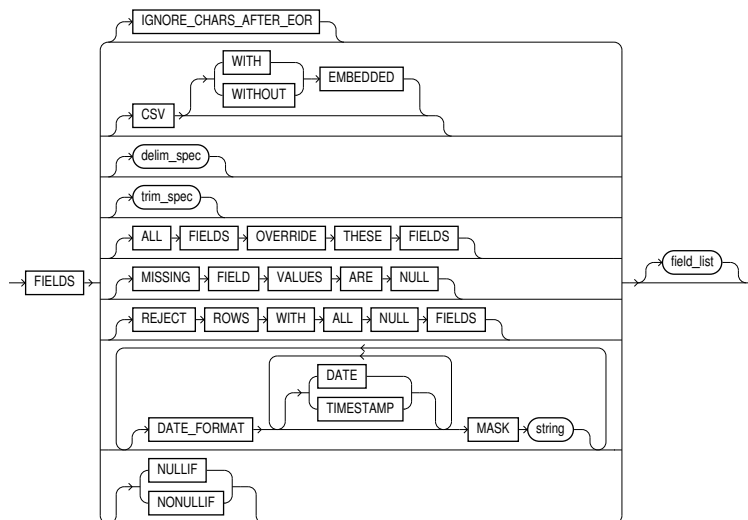 IGNORE_CHARS_AFTER_EOR
WITH
WITHOUT
EMBEDDED
CSV
delim_spec
trim_spec
ALL FIELDS OVERRIDE THESE FIELDS
FIELDS
MISSING FIELD VALUES ARE NULL
field_list
REJECT ROWS WITH ALL NULL FIELDS
DATE
TIMESTAMP
DATE_FORMAT
MASK string
NULLIF
NONULLIF